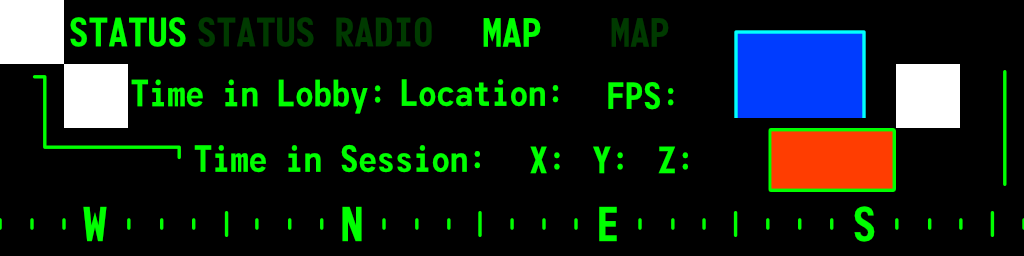 STATUS STATUS RADIO MAP MAP
Time in Lobby: Location: FPS:
Time in Session: X: Y: Z:
W N E S